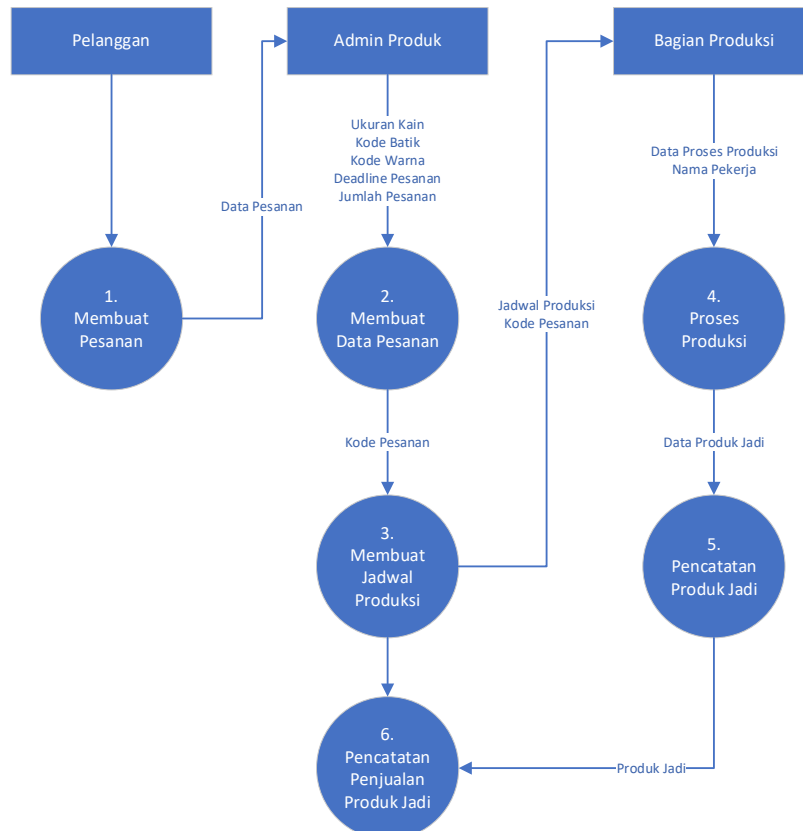 Pelanggan
Admin Produk
Bagian Produksi
Ukuran Kain
Kode Batik
Kode Warna
Deadline Pesanan
Jumlah Pesanan
Data Proses Produksi
Nama Pekerja
Data Pesanan
1.
Membuat
Pesanan
2.
Membuat
Data Pesanan
Jadwal Produksi
Kode Pesanan
4.
Proses
Produksi
Kode Pesanan
Data Produk Jadi
3.
Membuat
Jadwal
Produksi
5.
Pencatatan
Produk Jadi
6.
Pencatatan
Penjualan
Produk Jadi
Produk Jadi